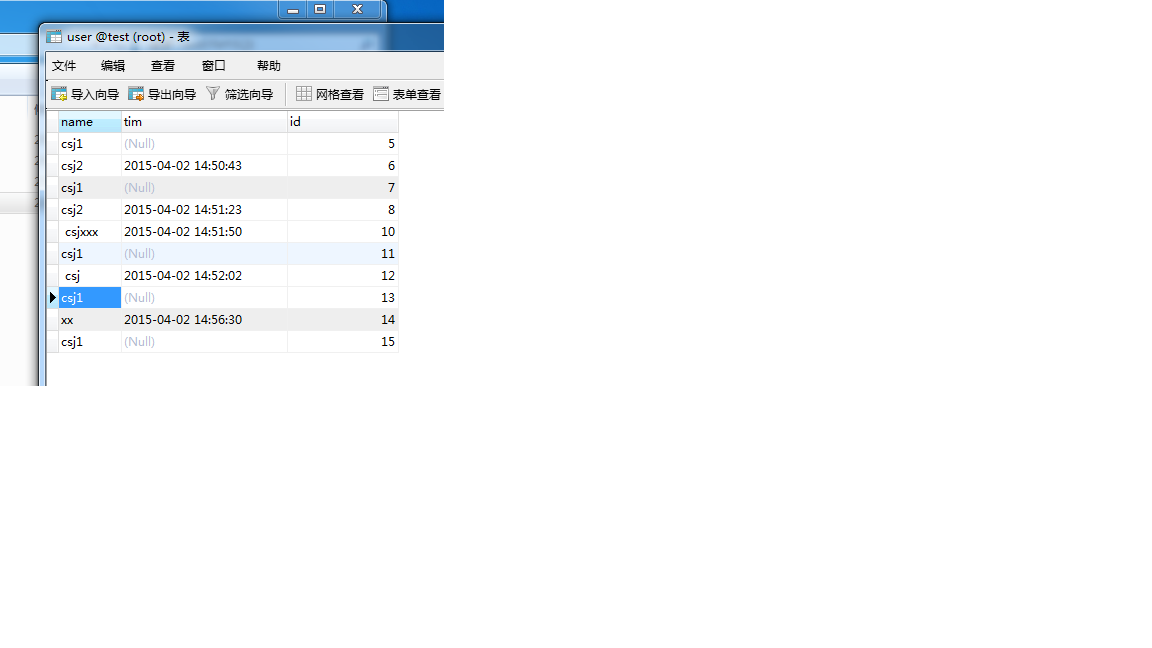 user @test (root) - 表
文件 编辑 查看 窗口 帮助
导入向导 导出向导 筛选向导 网格查看 表单查看
name tim id
csj1 (Null) 5
csj2 2015-04-02 14:50:43 6
csj1 (Null) 7
csj2 2015-04-02 14:51:23 8
csjxxx 2015-04-02 14:51:50 10
csj1 (Null) 11
csj 2015-04-02 14:52:02 12
csj1 (Null) 13
xx 2015-04-02 14:56:30 14
csj1 (Null) 15